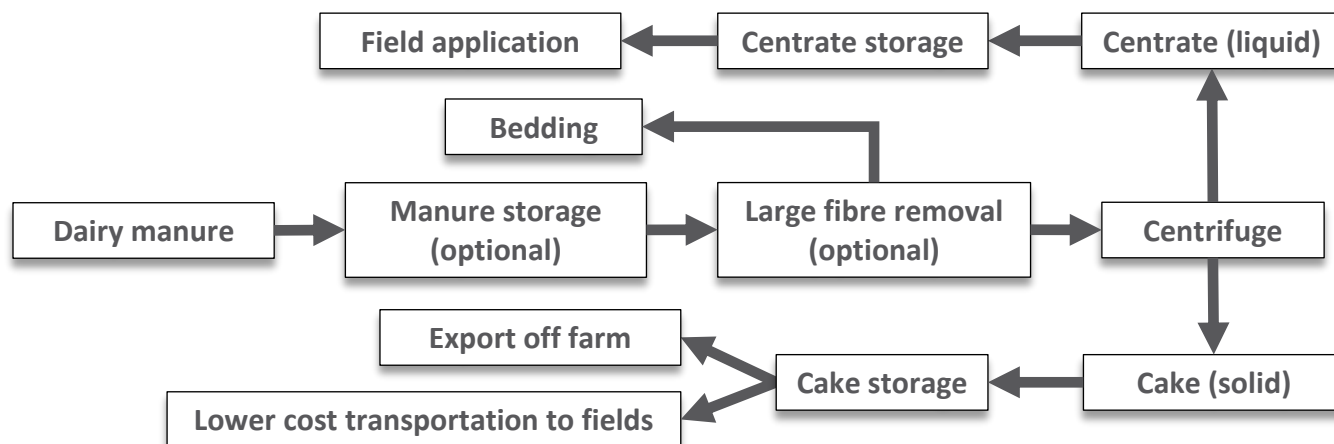 Field application
Centrate storage
Centrate (liquid)
Bedding
Dairy manure
Manure storage
(optional)
Large fibre removal
(optional)
Centrifuge
Export off farm
Cake storage
Cake (solid)
Lower cost transportation to fields